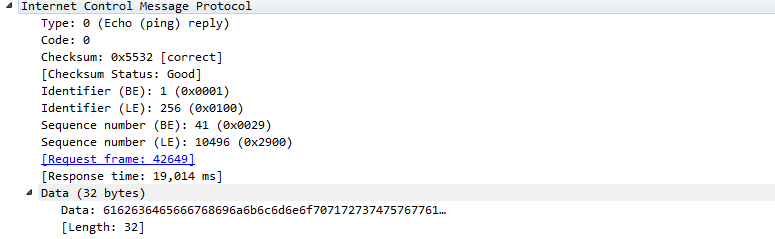 Internet Control Message Protocol
Type: 0 (Echo (ping) reply)
Code: 0
Checksum: 0x5532 [correct]
[Checksum Status: Good]
Identifier (BE): 1 (0x0001)
Identifier (LE): 256 (0x0100)
Sequence number (BE): 41 (0x0029)
Sequence number (LE): 10496 (0x2900)
[Request frame: 42649]
[Response time: 19,014 ms]
Data (32 bytes)
Data: 6162636465666768696a6b6c6d6e6f707172737475767761…
[Length: 32]